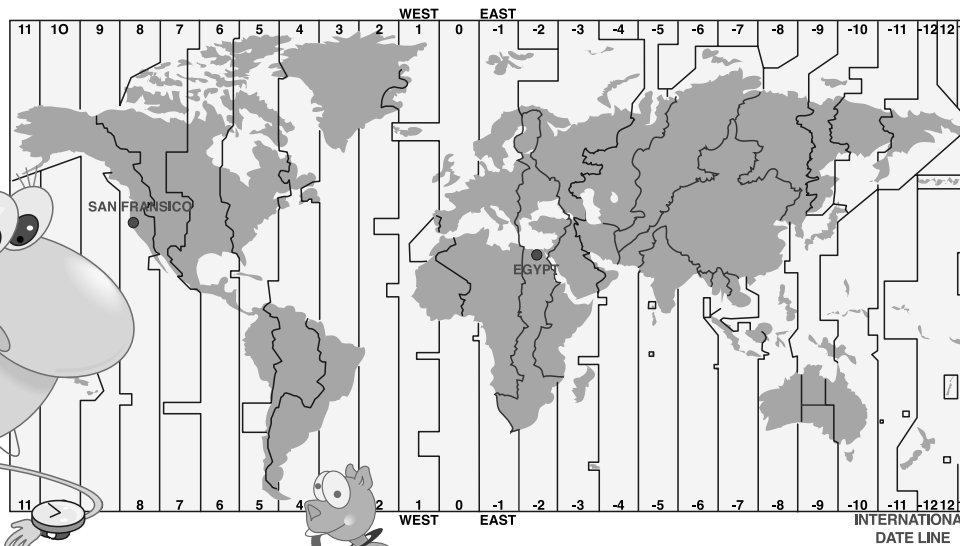 WEST EAST
11 10 9 8 7 6 5 4 3 2 1 0 -1 -2 -3 -4 -5 -6 -7 -8 -9 -10 -11 -12 12
SAN FRANSICO
EGYPT
11 8 7 6 5 4 1 0 -1 -2 -3 -4 -5 -6 -7 -8 -9 -10 -11 -12 12
WEST EAST
INTERNATIONA
DATE LINE